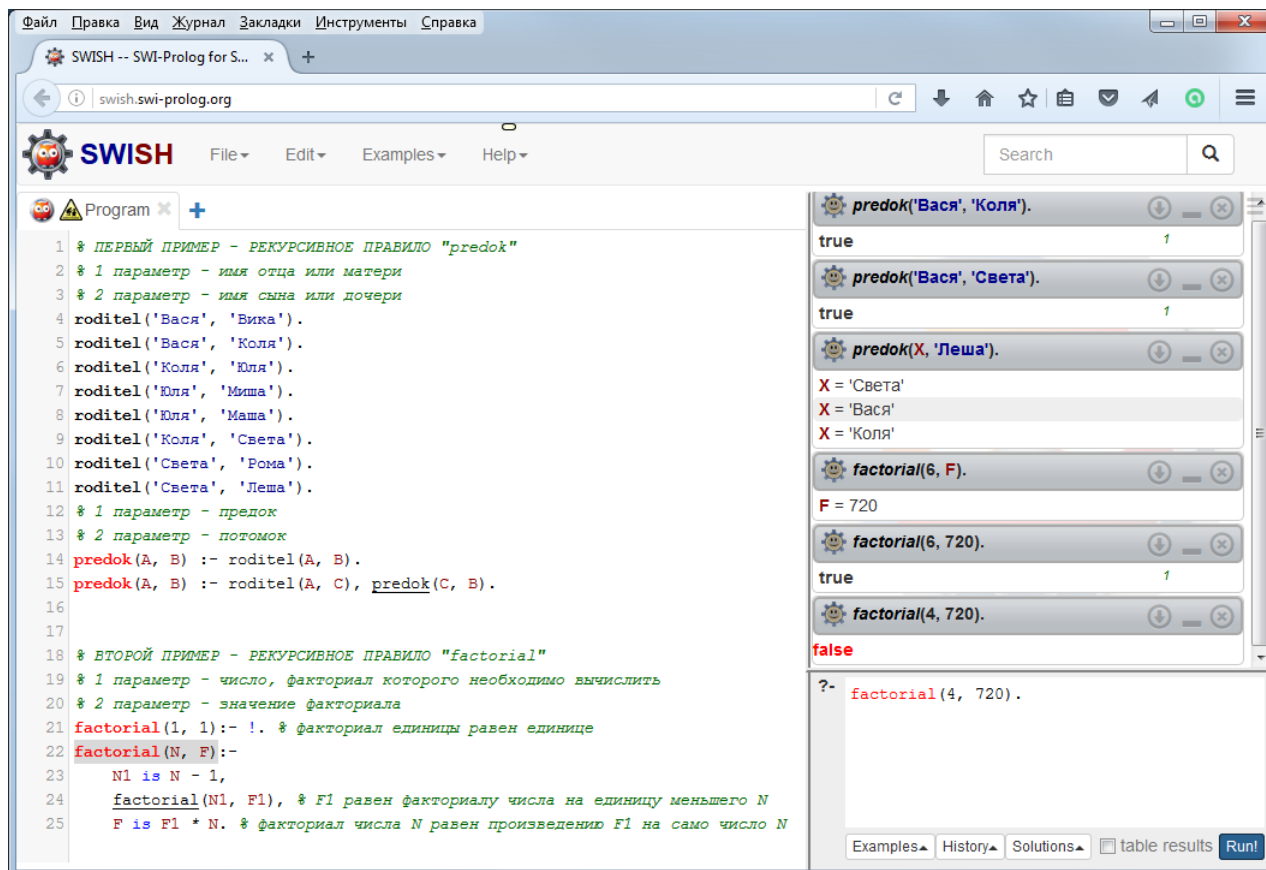 Файл Правка Вид Журнал Закладки Инструменты Справка
SWISH -- SWI-Prolog for S...
swish.swi-prolog.org
SWISH File Edit Examples Help Search
Program
1 % ПЕРВЫЙ ПРИМЕР - РЕКУРСИВНОЕ ПРАВИЛО "predok"
2 % 1 параметр - имя отца или матери
3 % 2 параметр - имя сына или дочери
4 roditel('Вася', 'Вика').
5 roditel('Вася', 'Коля').
6 roditel('Коля', 'Юля').
7 roditel('Юля', 'Миша').
8 roditel('Юля', 'Маша').
9 roditel('Коля', 'Света').
10 roditel('Света', 'Рома').
11 roditel('Света', 'Леша').
12 % 1 параметр - предок
13 % 2 параметр - потомок
14 predok(A, B) :- roditel(A, B).
15 predok(A, B) :- roditel(A, C), predok(C, B).
16
17
18 % ВТОРОЙ ПРИМЕР - РЕКУРСИВНОЕ ПРАВИЛО "factorial"
19 % 1 параметр - число, факториал которого необходимо вычислить
20 % 2 параметр - значение факториала
21 factorial(1, 1):- !. % факториал единицы равен единице
22 factorial(N, F):-
23 N1 is N - 1,
24 factorial(N1, F1), % F1 равен факториалу числа на единицу меньшего N
25 F is F1 * N. % факториал числа N равен произведению F1 на само число N
predok('Вася', 'Коля').
true 1
predok('Вася', 'Света').
true 1
predok(X, 'Леша').
X = 'Света'
X = 'Вася'
X = 'Коля'
factorial(6, F).
F = 720
factorial(6, 720).
true 1
factorial(4, 720).
false
?- factorial(4, 720).
Examples History Solutions table results Run!